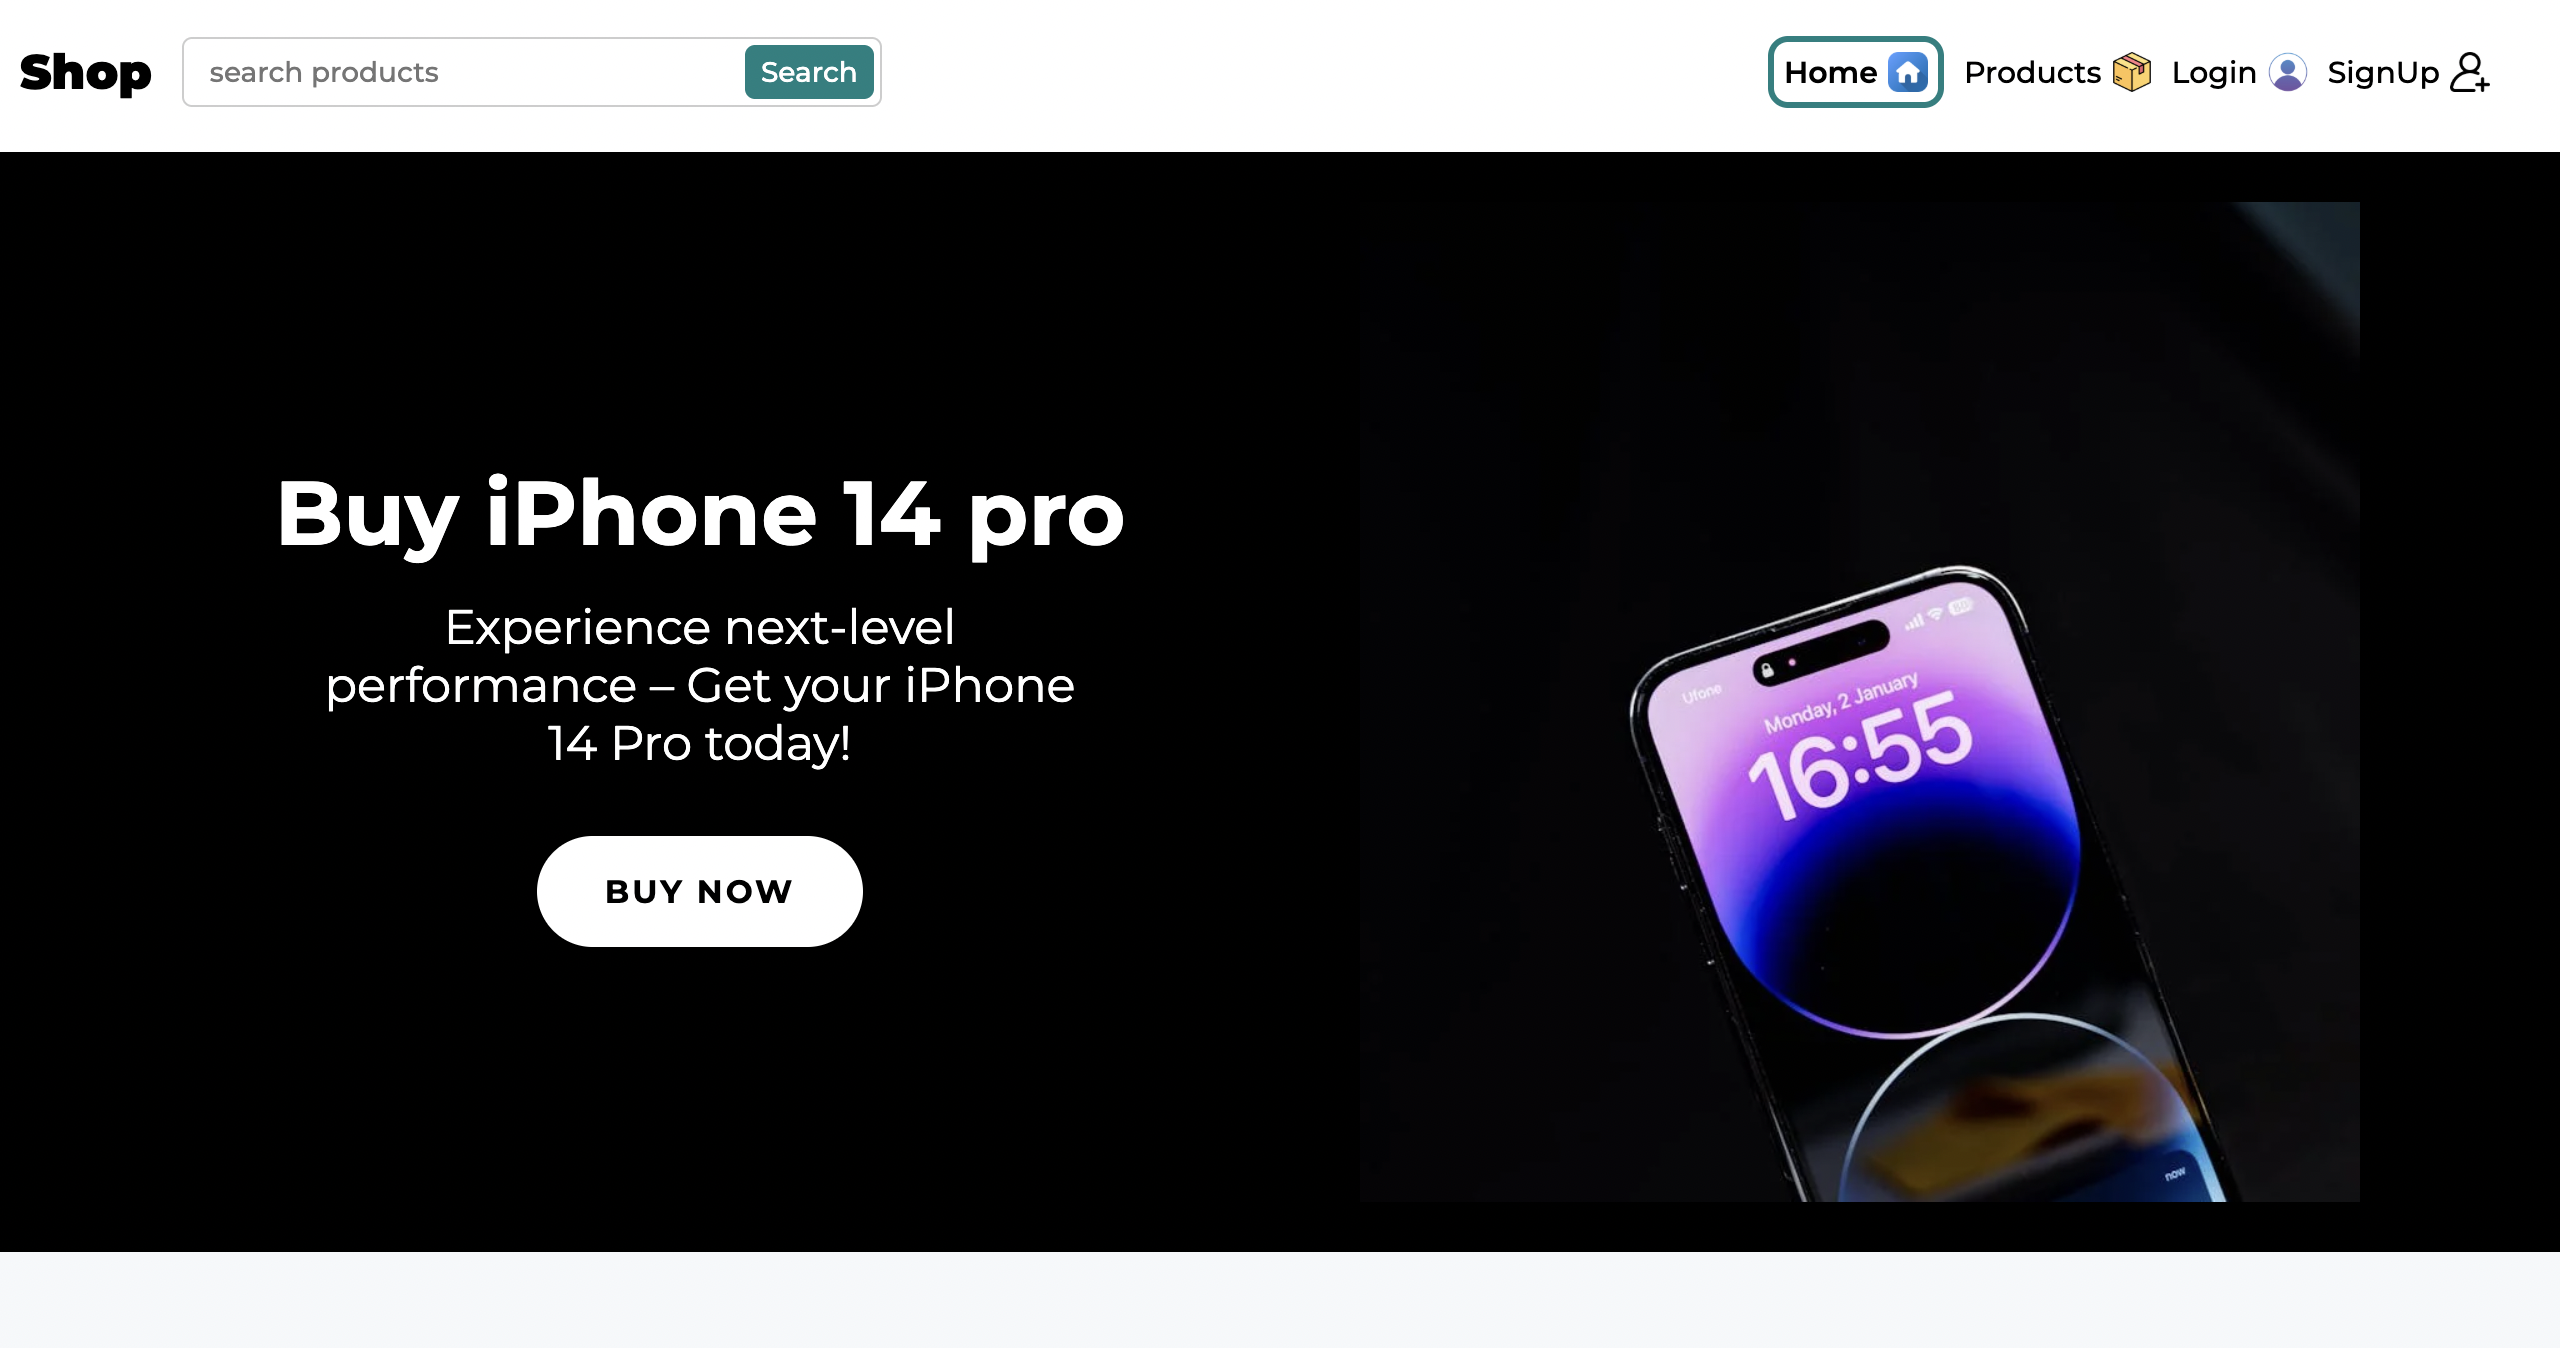 Shop
search products
Search
Home
Products
Login
SignUp
Buy iPhone 14 pro
Experience next-level
performance – Get your iPhone
14 Pro today!
BUY NOW
Ufone
80
Monday, 2 January
16:55
now